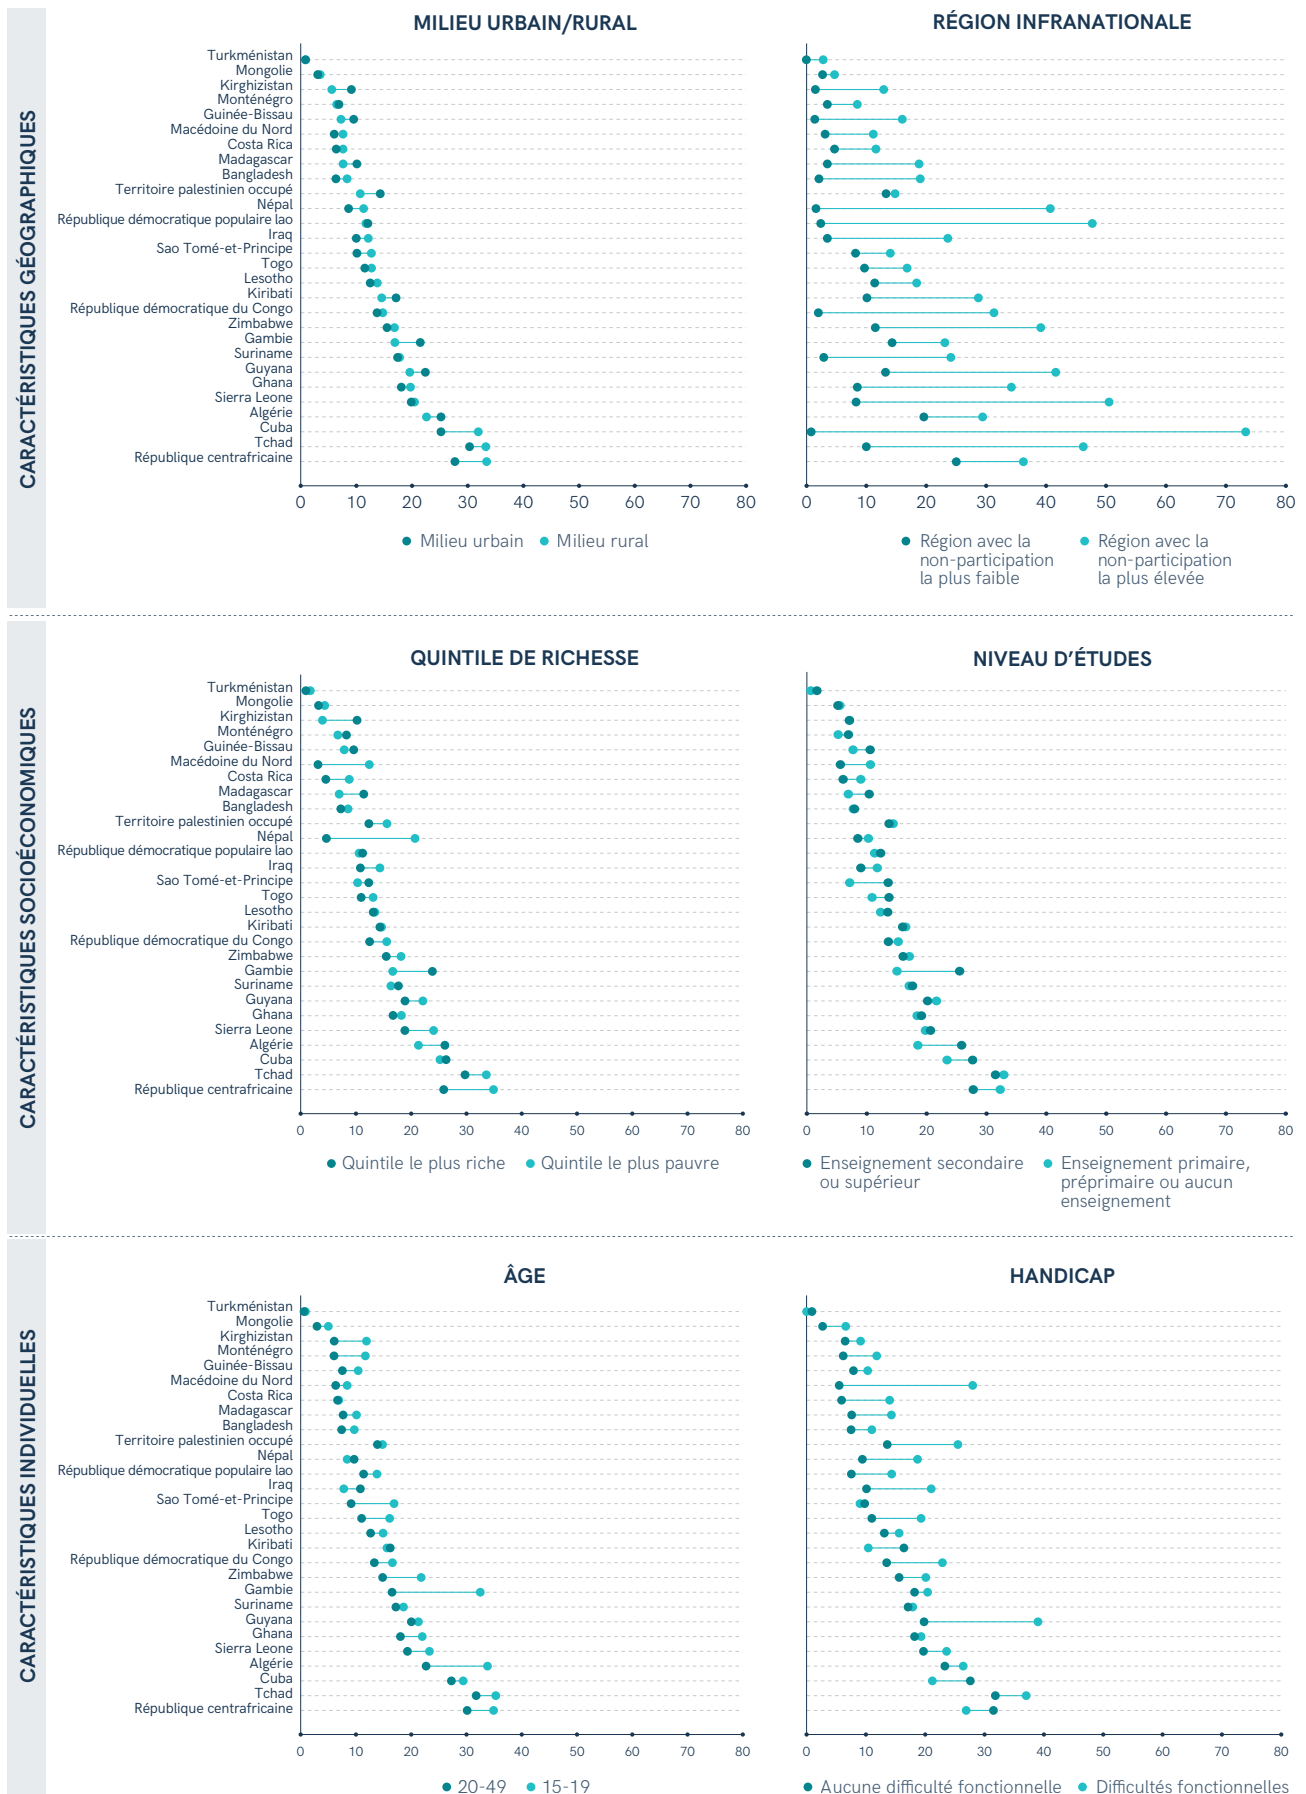 CARACTÉRISTIQUES GÉOGRAPHIQUES
MILIEU URBAIN/RURAL
Turkménistan
Mongolie
Kirghizistan
Monténégro
Guinée-Bissau
Macédoine du Nord
Costa Rica
Madagascar
Bangladesh
Territoire palestinien occupé
Népal
République démocratique populaire lao
Iraq
Sao Tomé-et-Principe
Togo
Lesotho
Kiribati
République démocratique du Congo
Zimbabwe
Gambie
Suriname
Guyana
Ghana
Sierra Leone
Algérie
Cuba
Tchad
République centrafricaine
0 10 20 30 40 50 60 70 80
Milieu urbain Milieu rural
RÉGION INFRANATIONALE
0 10 20 30 40 50 60 70 80
Région avec la
non-participation
la plus faible
Région avec la
non-participation
la plus élevée
CARACTÉRISTIQUES SOCIOÉCONOMIQUES
QUINTILE DE RICHESSE
Turkménistan
Mongolie
Kirghizistan
Monténégro
Guinée-Bissau
Macédoine du Nord
Costa Rica
Madagascar
Bangladesh
Territoire palestinien occupé
Népal
République démocratique populaire lao
Iraq
Sao Tomé-et-Principe
Togo
Lesotho
Kiribati
République démocratique du Congo
Zimbabwe
Gambie
Suriname
Guyana
Ghana
Sierra Leone
Algérie
Cuba
Tchad
République centrafricaine
0 10 20 30 40 50 60 70 80
Quintile le plus riche Quintile le plus pauvre
NIVEAU D’ÉTUDES
0 10 20 30 40 50 60 70 80
Enseignement secondaire
ou supérieur
Enseignement primaire,
préprimaire ou aucun
enseignement
CARACTÉRISTIQUES INDIVIDUELLES
ÂGE
Turkménistan
Mongolie
Kirghizistan
Monténégro
Guinée-Bissau
Macédoine du Nord
Costa Rica
Madagascar
Bangladesh
Territoire palestinien occupé
Népal
République démocratique populaire lao
Iraq
Sao Tomé-et-Principe
Togo
Lesotho
Kiribati
République démocratique du Congo
Zimbabwe
Gambie
Suriname
Guyana
Ghana
Sierra Leone
Algérie
Cuba
Tchad
République centrafricaine
0 10 20 30 40 50 60 70 80
20-49 15-19
HANDICAP
0 10 20 30 40 50 60 70 80
Aucune difficulté fonctionnelle Difficultés fonctionnelles